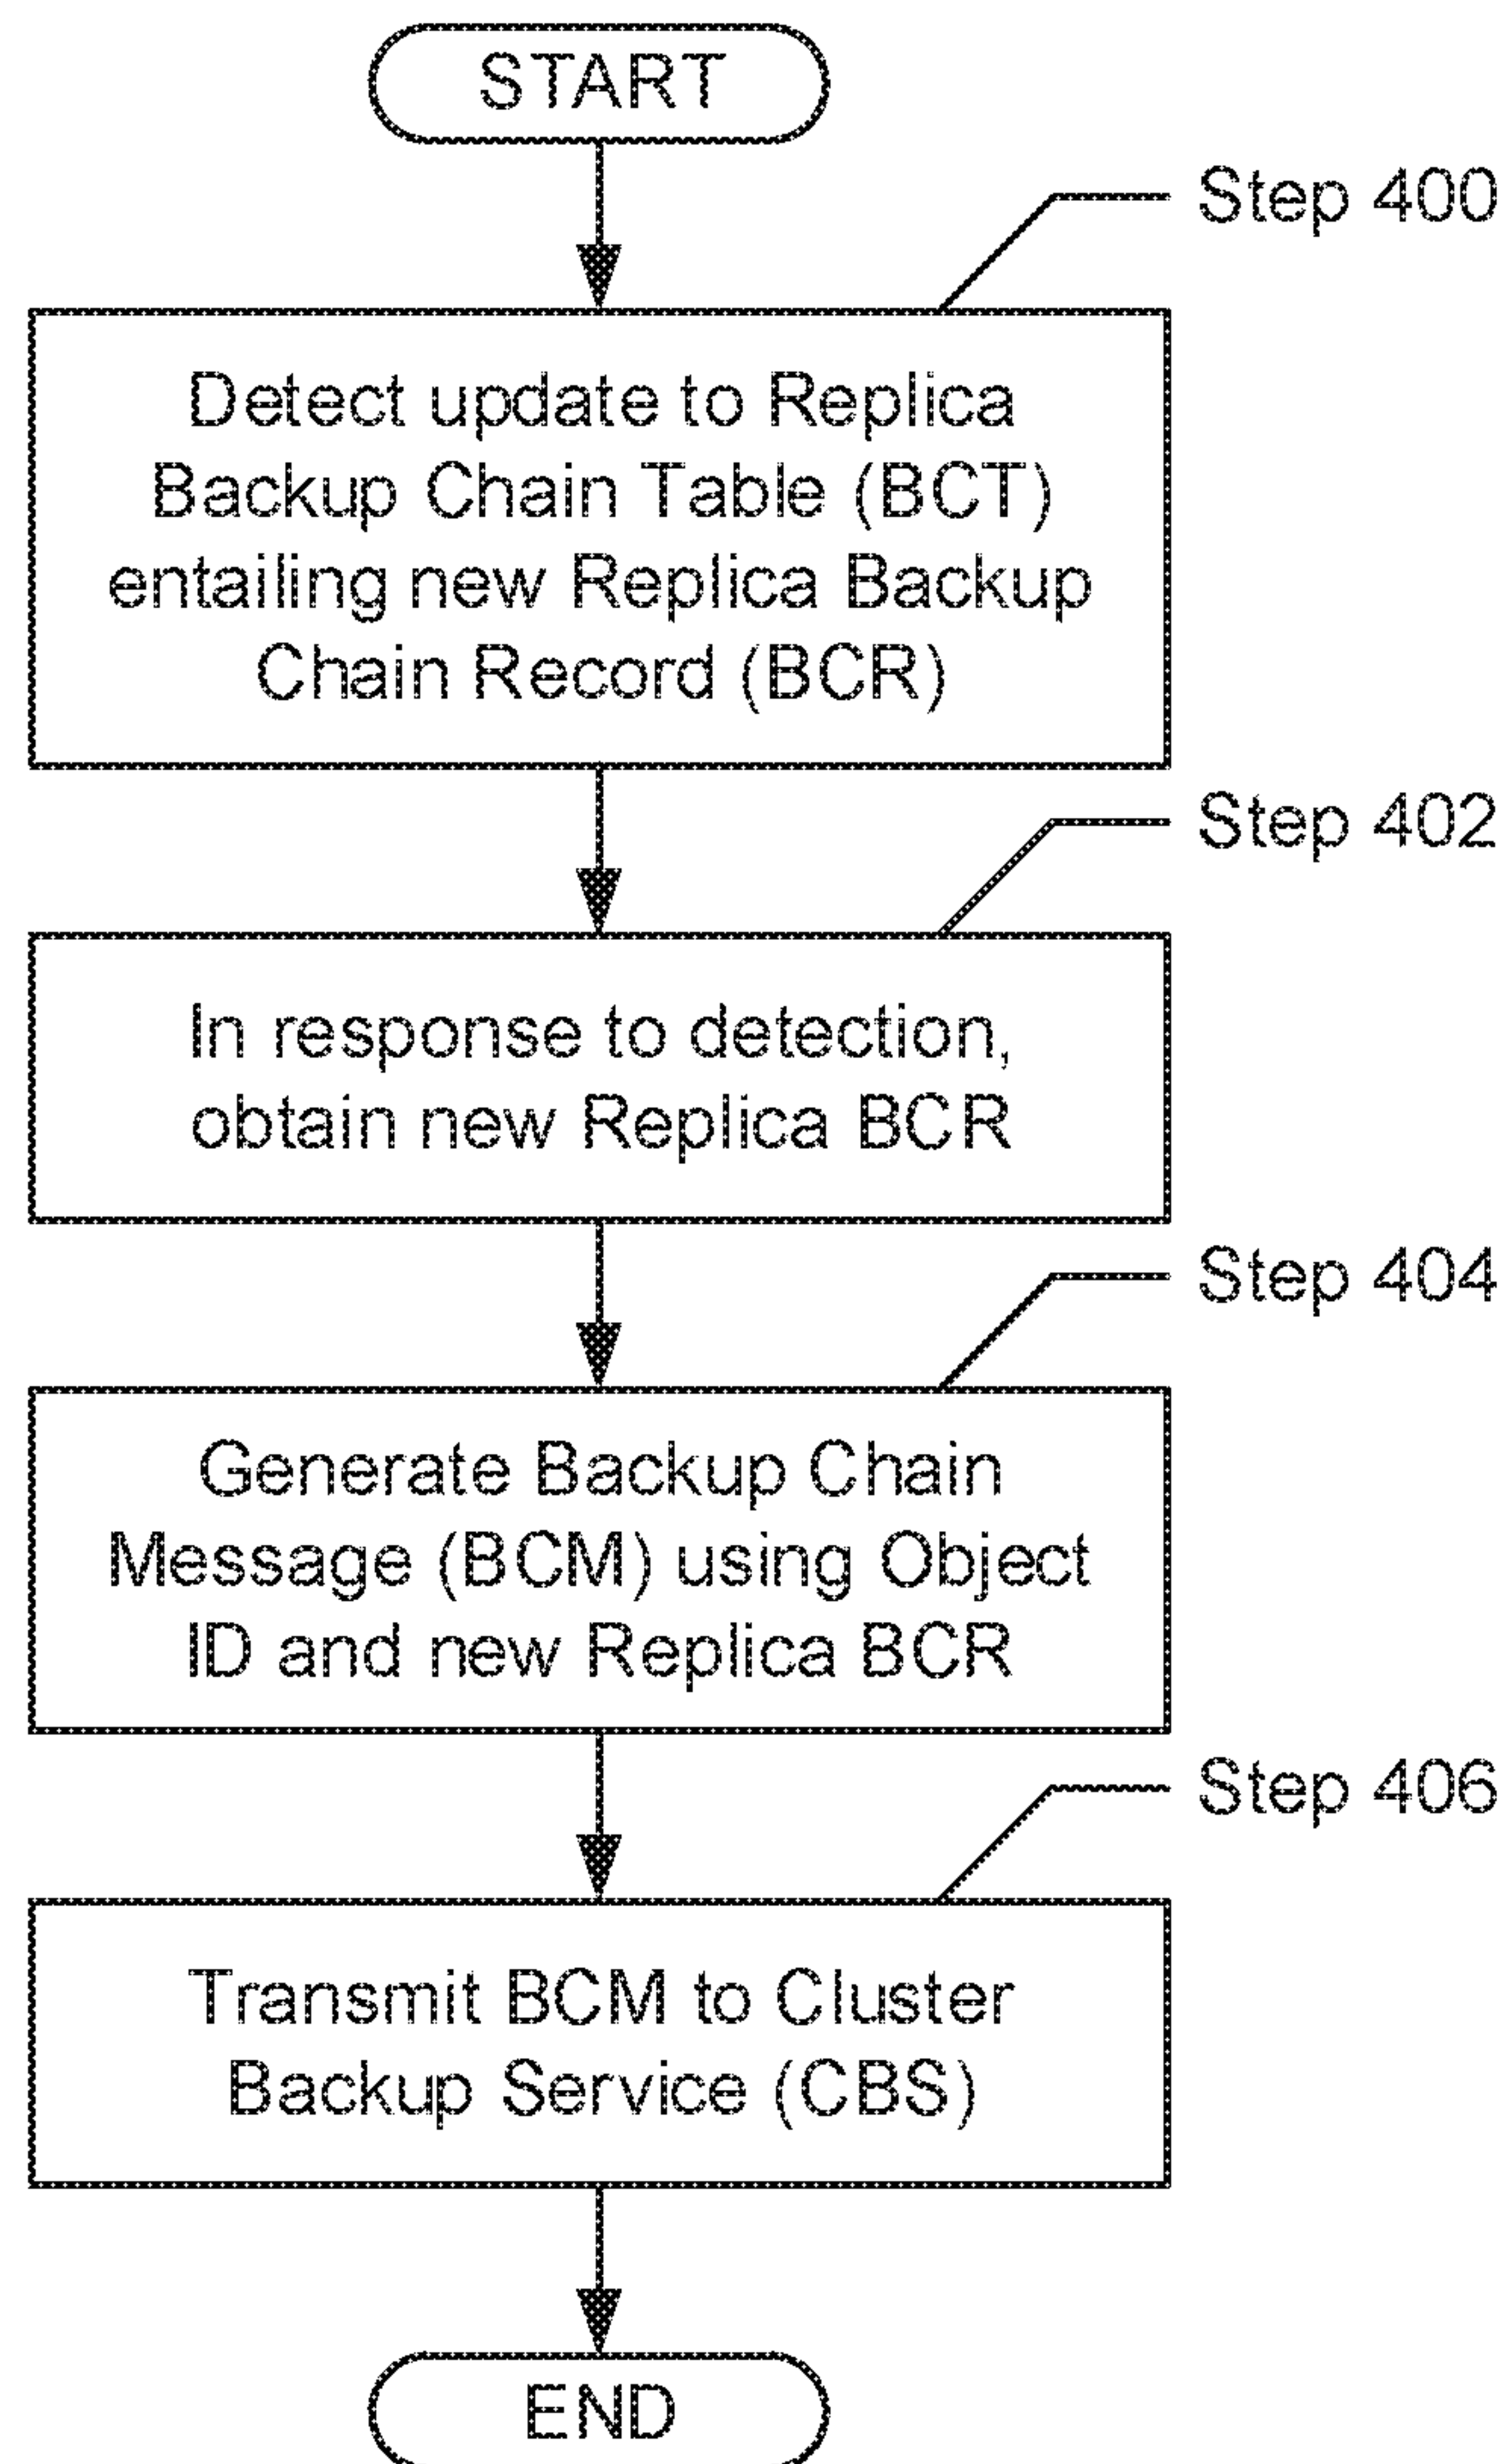 START
Step 400
Detect update to Replica
Backup Chain Table (BCT)
entailing new Replica Backup
Chain Record (BCR)
Step 402
In response to detection,
obtain new Replica BCR
Step 404
Generate Backup Chain
Message (BCM) using Object
ID and new Replica BCR
Step 406
Transmit BCM to Cluster
Backup Service (CBS)
END